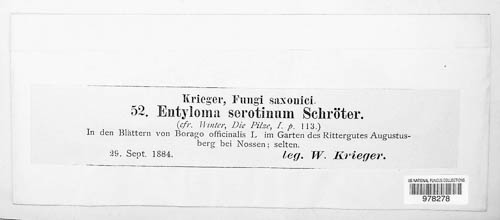 Krieger, Fungi saxonici.
52. Entyloma serotinum Schröter.
(cfr. Winter, Die Pilze, I. p. 113.)
In den Blättern von Borago officinalis L. im Garten des Rittergutes Augustus-
berg bei Nossen; selten.
29. Sept. 1884. leg. W. Krieger.
US NATIONAL FUNGUS COLLECTIONS
978278